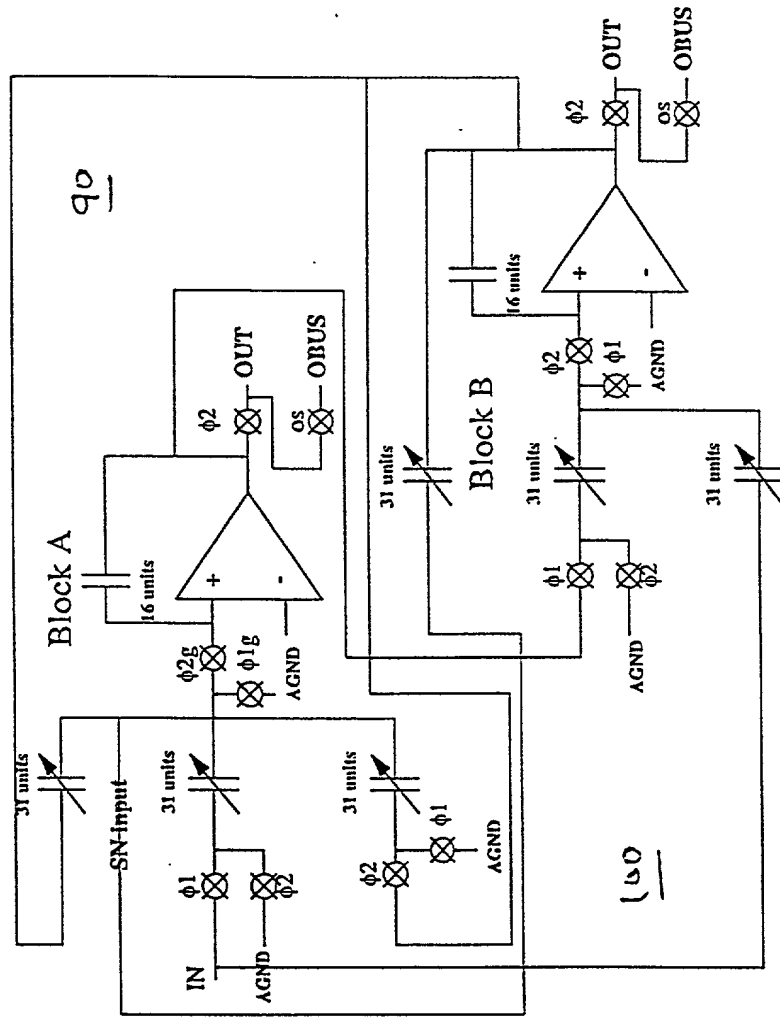 90
Block A
16 units
31 units
SN-input
31 units
31 units
IN
φ1
φ2
AGND
φ2
φ1
AGND
φ2g
φ1g
AGND
+
-
φ2
OUT
os
OBUS
Block B
16 units
31 units
31 units
31 units
φ1
φ2
AGND
φ2
φ1
AGND
AGND
+
-
φ2
OUT
os
OBUS
100